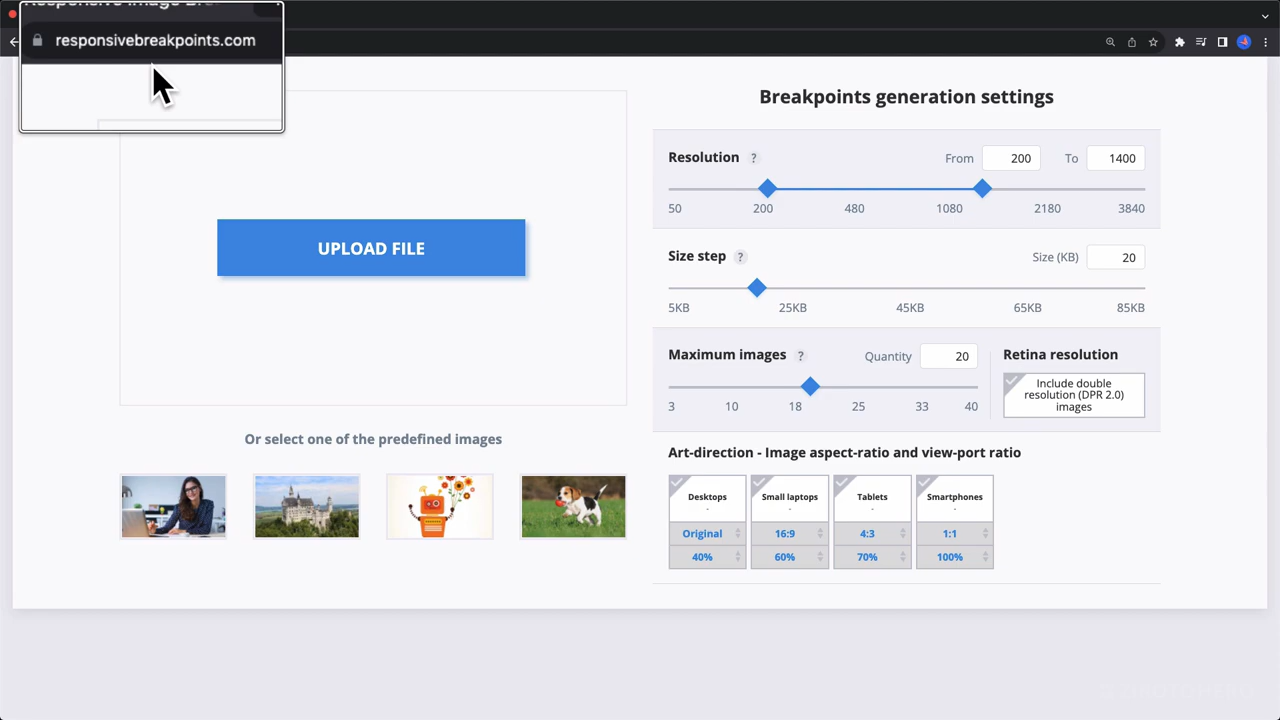 responsivebreakpoints.com
Breakpoints generation settings
Resolution ? From 200 To 1400
50 200 480 1080 2180 3840
UPLOAD FILE
Size step ? Size (KB) 20
5KB 25KB 45KB 65KB 85KB
Maximum images ? Quantity 20
3 10 18 25 33 40
Retina resolution
Include double
resolution (DPR 2.0)
images
Or select one of the predefined images
Art-direction - Image aspect-ratio and view-port ratio
Desktops Small laptops Tablets Smartphones
- - - -
Original 16:9 4:3 1:1
40% 60% 70% 100%